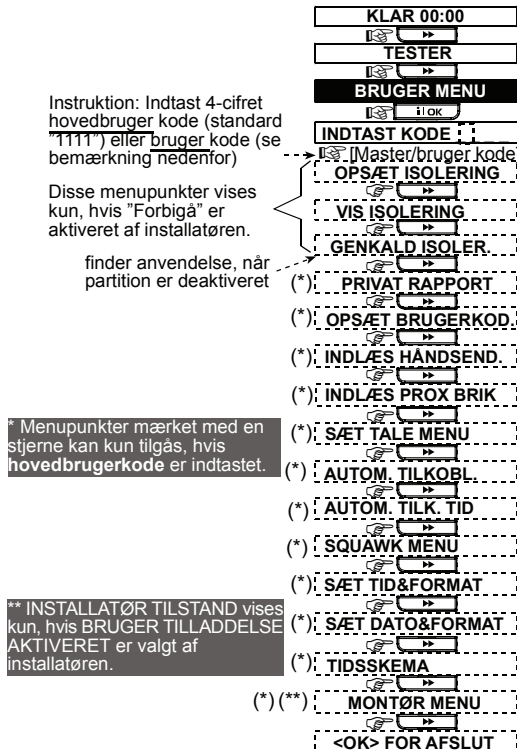 KLAR 00:00
TESTER
BRUGER MENU
OK
Instruktion: Indtast 4-cifret
hovedbruger kode (standard
"1111") eller bruger kode (se
bemærkning nedenfor)
INDTAST KODE _ _ _ _
[Master/bruger kode]
OPSÆT ISOLERING
Disse menupunkter vises
kun, hvis ”Forbigå” er
aktiveret af installatøren.
VIS ISOLERING
GENKALD ISOLER.
finder anvendelse, når
partition er deaktiveret
(*) PRIVAT RAPPORT
(*) OPSÆT BRUGERKOD.
(*) INDLÆS HÅNDSEND.
(*) INDLÆS PROX BRIK
* Menupunkter mærket med en
stjerne kan kun tilgås, hvis
hovedbrugerkode er indtastet.
(*) SÆT TALE MENU
(*) AUTOM. TILKOBL.
(*) AUTOM. TILK. TID
(*) SQUAWK MENU
(*) SÆT TID&FORMAT
** INSTALLATØR TILSTAND vises
kun, hvis BRUGER TILLADDELSE
AKTIVERET er valgt af
installatøren.
(*) SÆT DATO&FORMAT
(*) TIDSSKEMA
(*) (**) MONTØR MENU
<OK> FOR AFSLUT